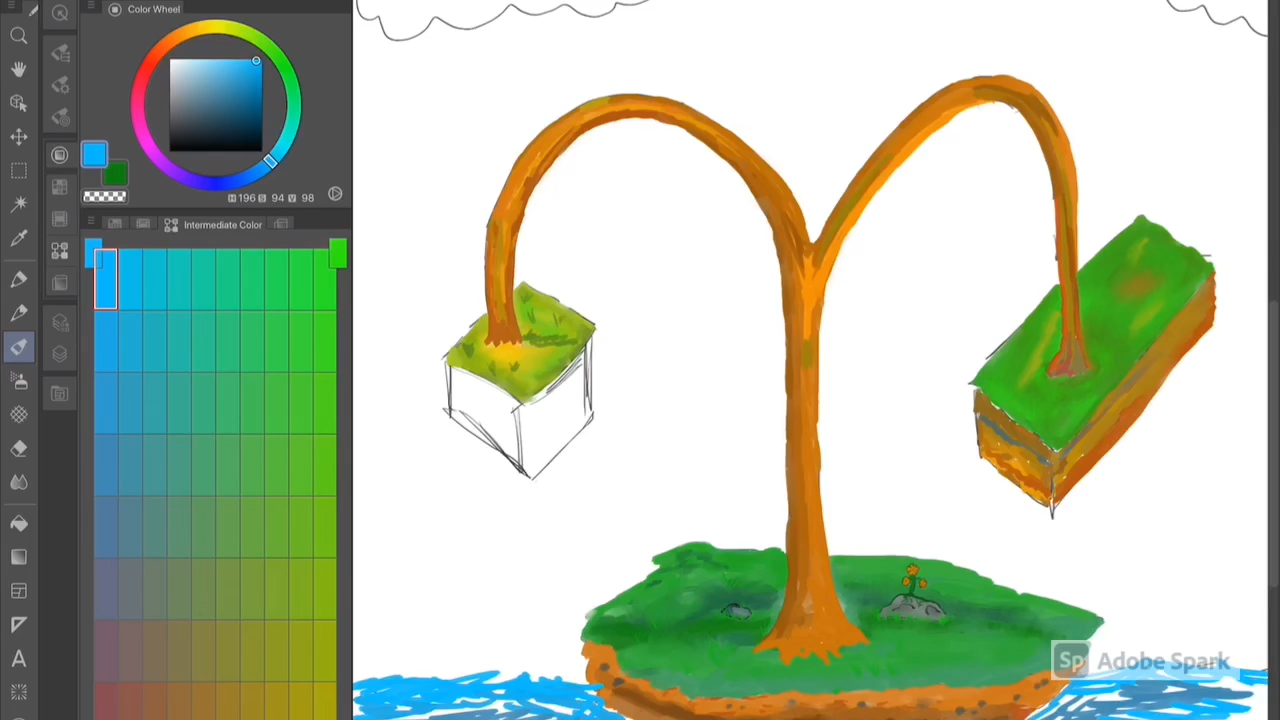 Color Wheel
H 196 S 94 V 98
Intermediate Color
A
Sp Adobe Spark